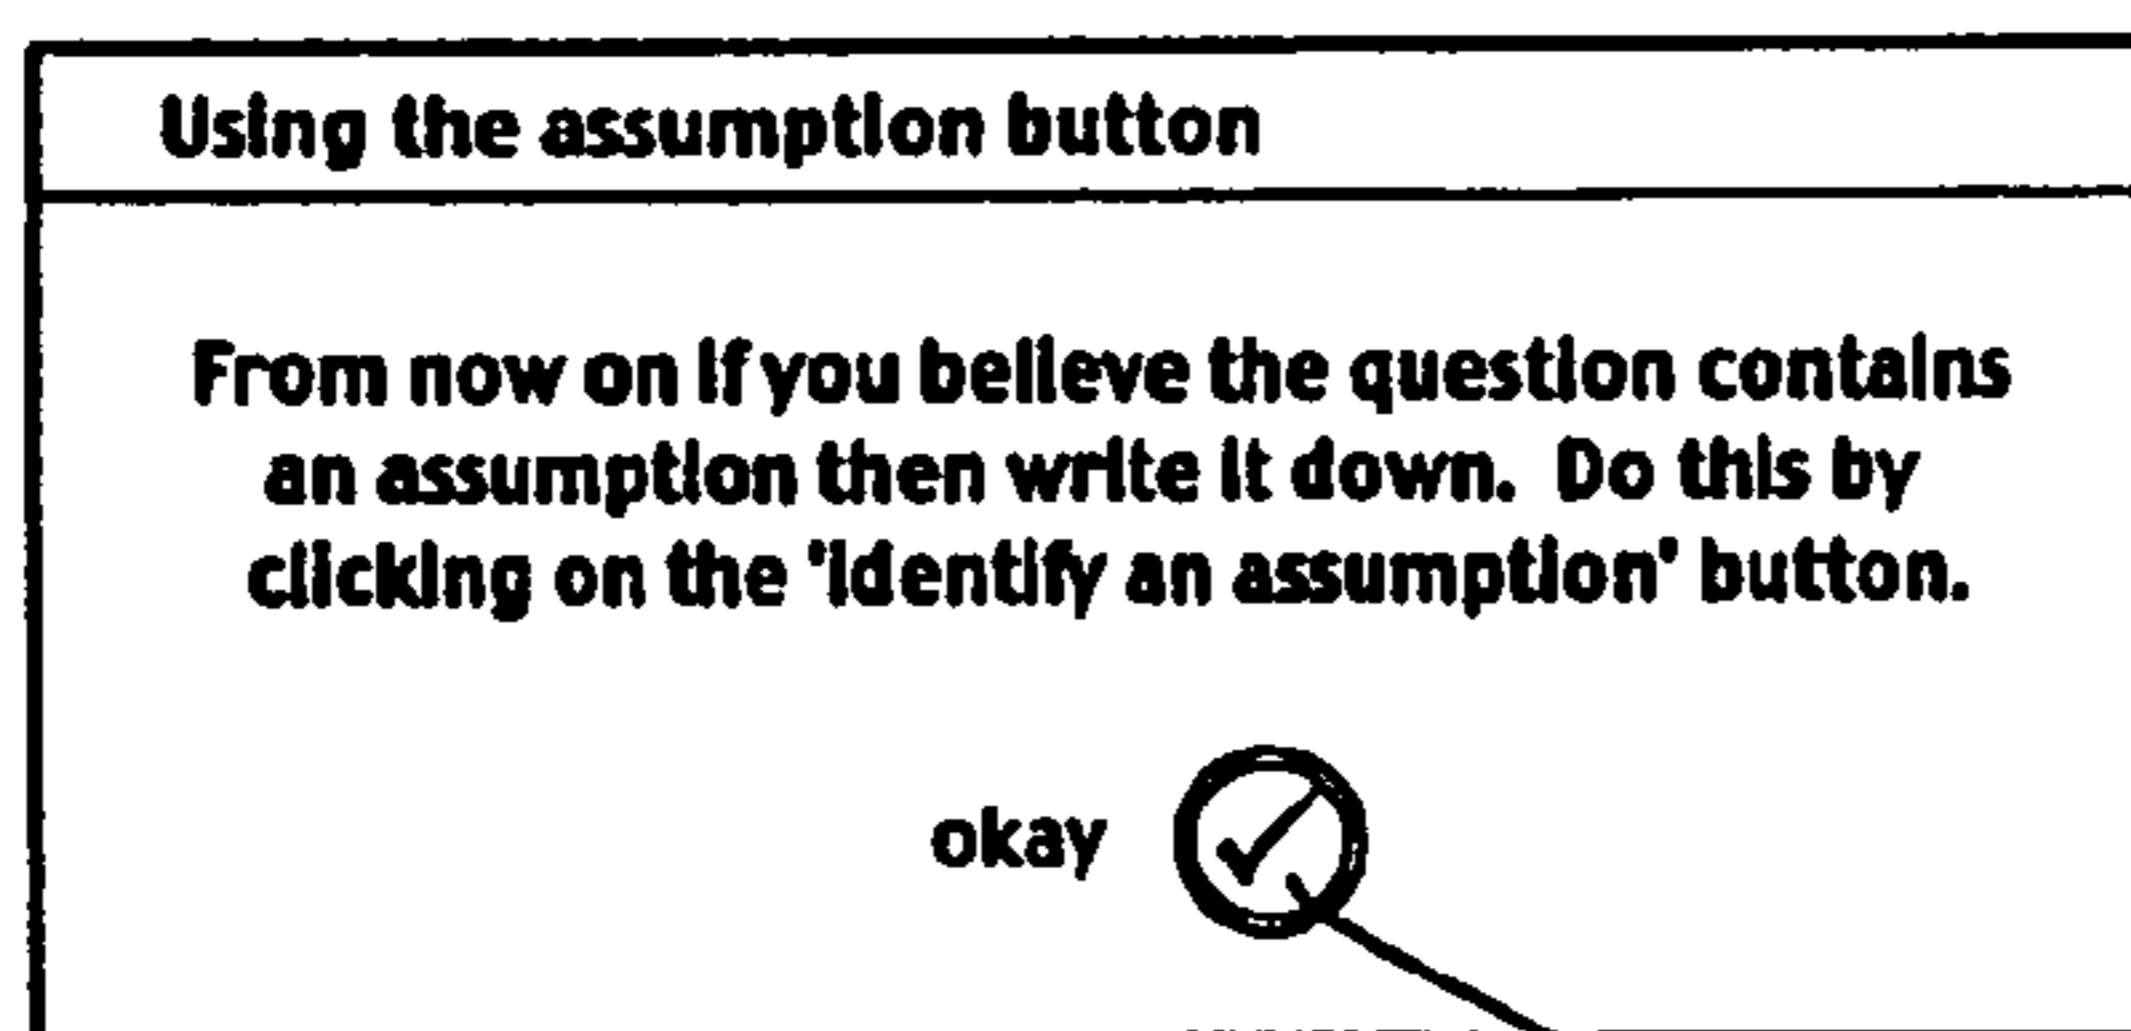 Using the assumption button
From now on if you believe the question contains
an assumption then write it down. Do this by
clicking on the 'identify an assumption' button.
okay